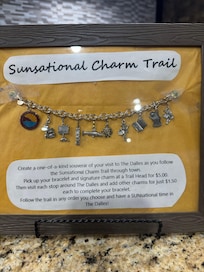 Sunsational Charm Trail
Create a one-of-a-kind souvenir of your visit to The Dalles as you follow
the Sunsational Charm Trail through town.
Pick up your bracelet and signature charm at a Trail Head for $5.00.
Then visit each stop around The Dalles and add other charms for just $1.50
each to complete your bracelet.
Follow the trail in any order you choose and have a SUNsational time in
The Dalles!